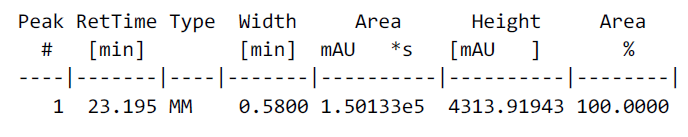 Peak RetTime Type  Width     Area      Height     Area
  #   [min]        [min]  mAU   *s   [mAU   ]      %
----|-------|----|-------|----------|----------|--------|
   1  23.195 MM    0.5800 1.50133e5  4313.91943 100.0000